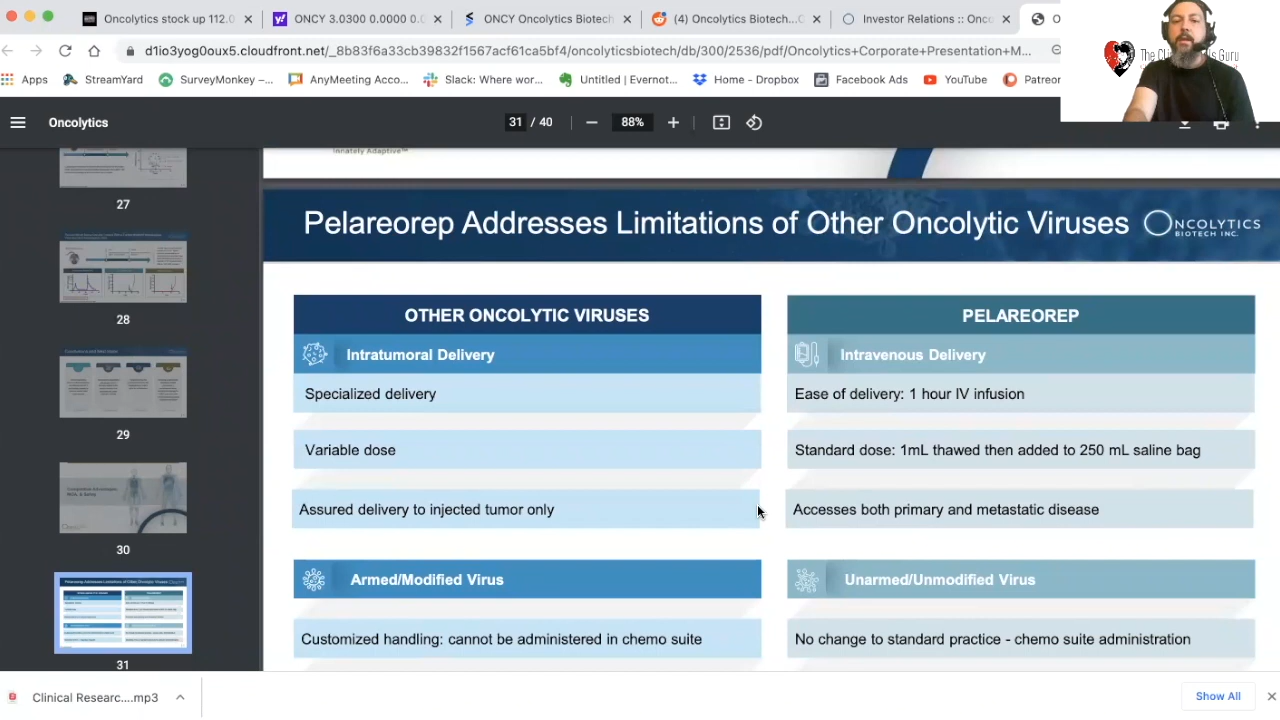 Oncolytics stock up 112.0
ONCY 3.0300 0.0000 0.0
ONCY Oncolytics Biotech
(4) Oncolytics Biotech...C
Investor Relations :: Onc
d1io3yog0oux5.cloudfront.net/_8b83f6a33cb39832f1567acf61ca5bf4/oncolyticsbiotech/db/300/2536/pdf/Oncolytics+Corporate+Presentation+M...
Apps
StreamYard
SurveyMonkey –...
AnyMeeting Acco...
Slack: Where wor...
Untitled | Evernot...
Home - Dropbox
Facebook Ads
YouTube
Patreon
The Cli
s Guru
Oncolytics
31 / 40
88%
Innately Adaptive™
27
28
29
30
31
Pelareorep Addresses Limitations of Other Oncolytic Viruses
ONCOLYTICS
BIOTECH INC.
OTHER ONCOLYTIC VIRUSES
Intratumoral Delivery
Specialized delivery
Variable dose
Assured delivery to injected tumor only
Armed/Modified Virus
Customized handling: cannot be administered in chemo suite
PELAREOREP
Intravenous Delivery
Ease of delivery: 1 hour IV infusion
Standard dose: 1mL thawed then added to 250 mL saline bag
Accesses both primary and metastatic disease
Unarmed/Unmodified Virus
No change to standard practice - chemo suite administration
Clinical Researc....mp3
Show All